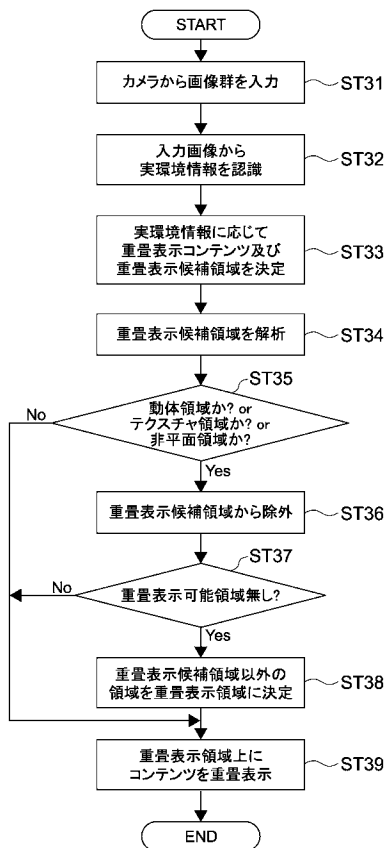 START
カメラから画像群を入力
ST31
入力画像から
実環境情報を認識
ST32
実環境情報に応じて
重畳表示コンテンツ及び
重畳表示候補領域を決定
ST33
重畳表示候補領域を解析
ST34
ST35
動体領域か? or
テクスチャ領域か? or
非平面領域か?
No
Yes
重畳表示候補領域から除外
ST36
ST37
重畳表示可能領域無し?
No
Yes
重畳表示候補領域以外の
領域を重畳表示領域に決定
ST38
重畳表示領域上に
コンテンツを重畳表示
ST39
END